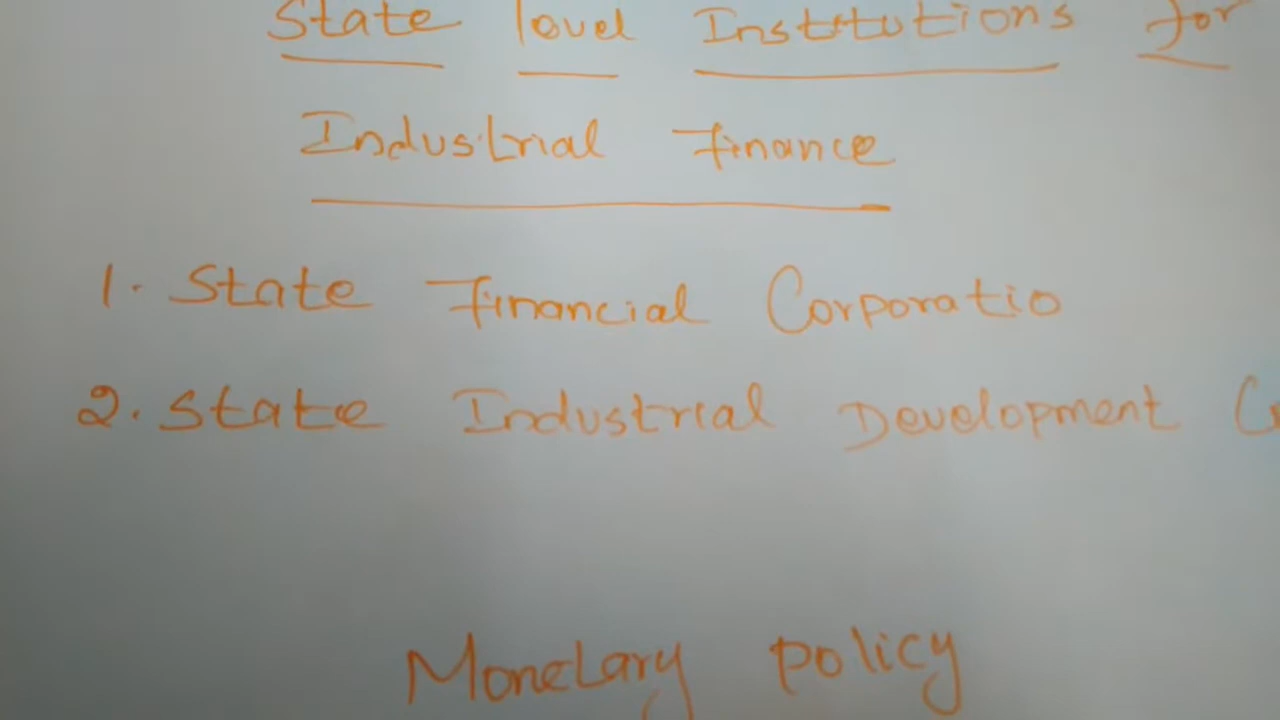 State level Institutions for
Industrial Finance
1. State Financial Corporatio
2. State Industrial Development
Monetary policy